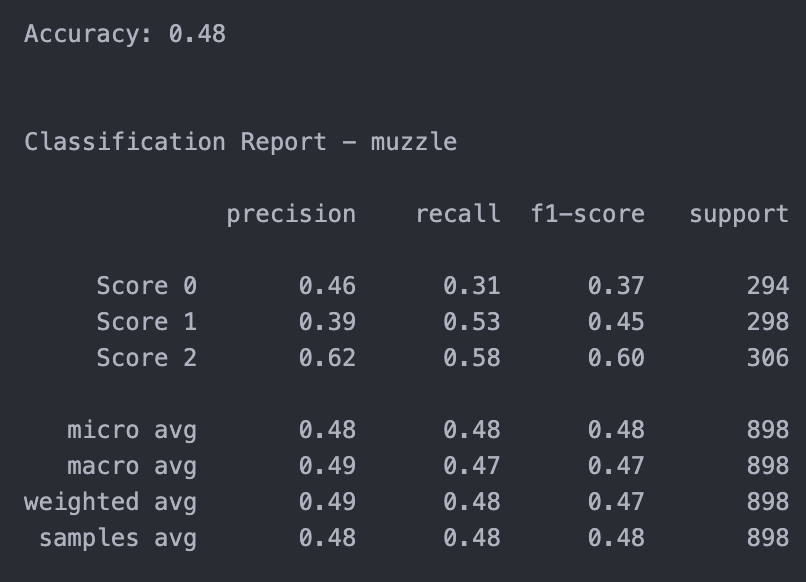 Accuracy: 0.48
Classification Report - muzzle
precision recall f1-score support
Score 0 0.46 0.31 0.37 294
Score 1 0.39 0.53 0.45 298
Score 2 0.62 0.58 0.60 306
micro avg 0.48 0.48 0.48 898
macro avg 0.49 0.47 0.47 898
weighted avg 0.49 0.48 0.47 898
samples avg 0.48 0.48 0.48 898